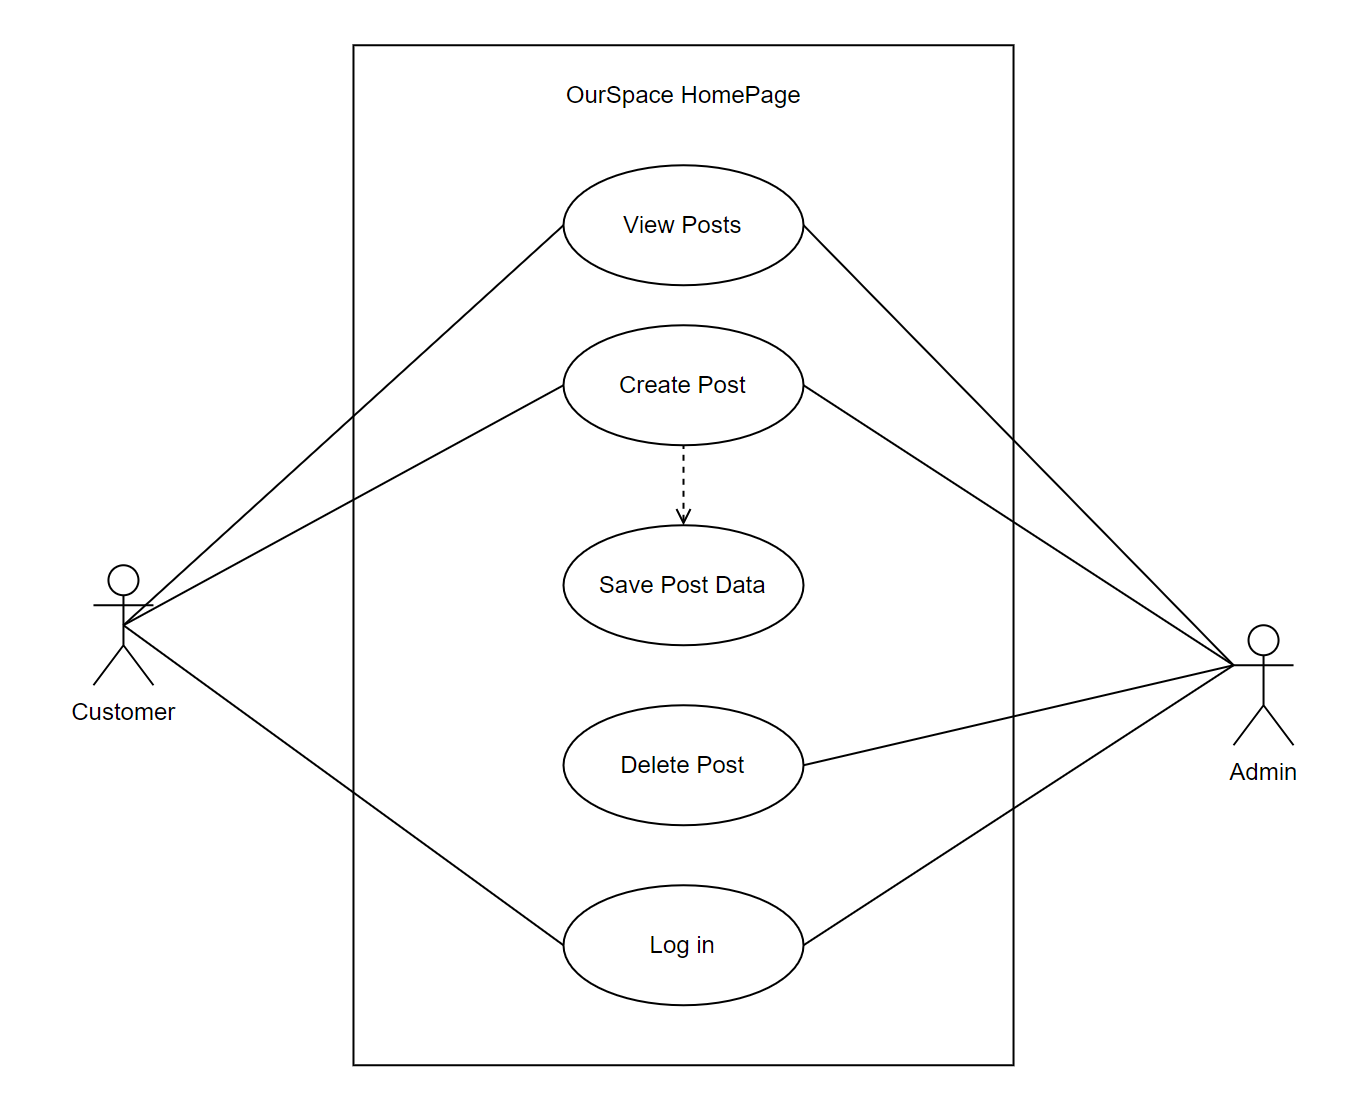 OurSpace HomePage
View Posts
Create Post
Save Post Data
Customer
Delete Post
Admin
Log in